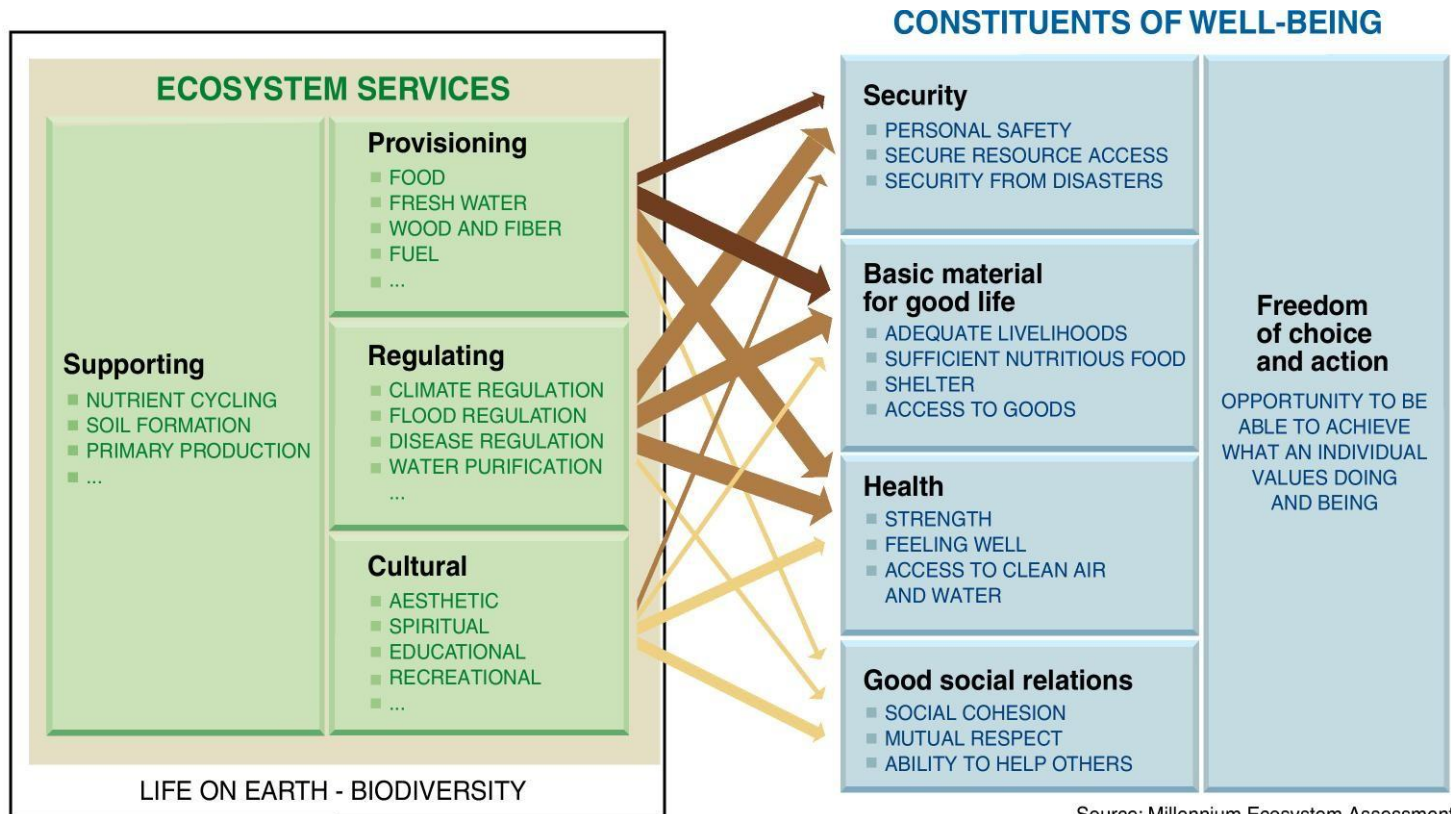 CONSTITUENTS OF WELL-BEING
ECOSYSTEM SERVICES
Supporting
NUTRIENT CYCLING
SOIL FORMATION
PRIMARY PRODUCTION
...
Provisioning
FOOD
FRESH WATER
WOOD AND FIBER
FUEL
...
Regulating
CLIMATE REGULATION
FLOOD REGULATION
DISEASE REGULATION
WATER PURIFICATION
...
Cultural
AESTHETIC
SPIRITUAL
EDUCATIONAL
RECREATIONAL
...
LIFE ON EARTH - BIODIVERSITY
Security
PERSONAL SAFETY
SECURE RESOURCE ACCESS
SECURITY FROM DISASTERS
Basic material
for good life
ADEQUATE LIVELIHOODS
SUFFICIENT NUTRITIOUS FOOD
SHELTER
ACCESS TO GOODS
Health
STRENGTH
FEELING WELL
ACCESS TO CLEAN AIR
AND WATER
Good social relations
SOCIAL COHESION
MUTUAL RESPECT
ABILITY TO HELP OTHERS
Freedom
of choice
and action
OPPORTUNITY TO BE
ABLE TO ACHIEVE
WHAT AN INDIVIDUAL
VALUES DOING
AND BEING
Source: Millennium Ecosystem Assessment